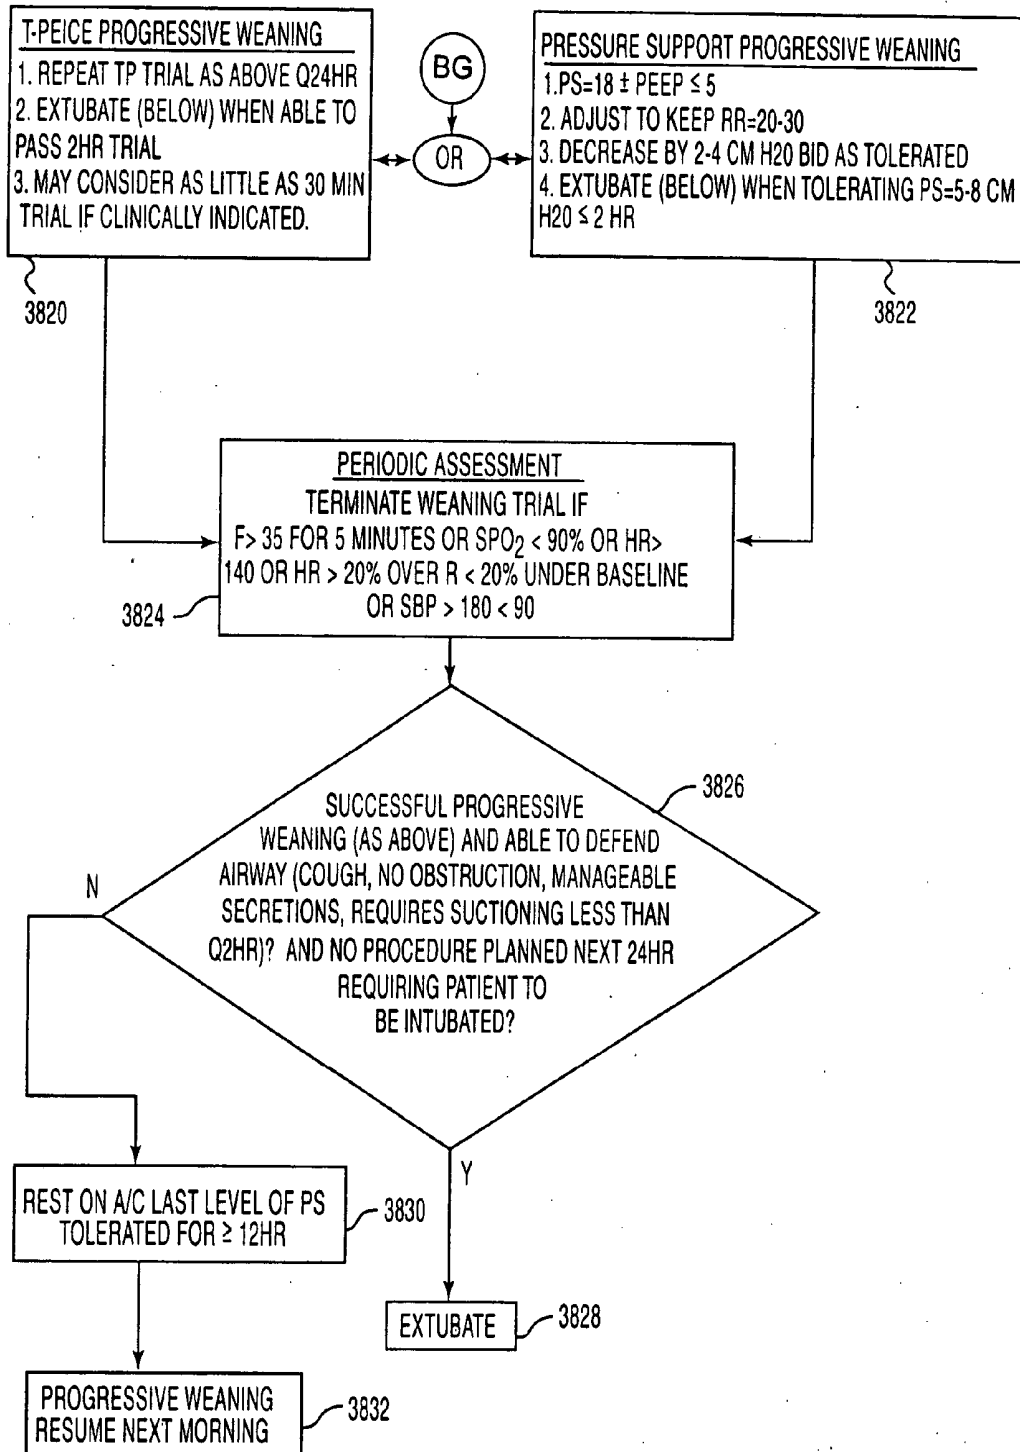 T-PEICE PROGRESSIVE WEANING
1. REPEAT TP TRIAL AS ABOVE Q24HR
2. EXTUBATE (BELOW) WHEN ABLE TO
PASS 2HR TRIAL
3. MAY CONSIDER AS LITTLE AS 30 MIN
TRIAL IF CLINICALLY INDICATED.
3820
BG
OR
PRESSURE SUPPORT PROGRESSIVE WEANING
1.PS=18 ± PEEP ≤ 5
2. ADJUST TO KEEP RR=20-30
3. DECREASE BY 2-4 CM H20 BID AS TOLERATED
4. EXTUBATE (BELOW) WHEN TOLERATING PS=5-8 CM
H20 ≤ 2 HR
3822
PERIODIC ASSESSMENT
TERMINATE WEANING TRIAL IF
F> 35 FOR 5 MINUTES OR SPO₂ < 90% OR HR>
140 OR HR > 20% OVER R < 20% UNDER BASELINE
OR SBP > 180 < 90
3824
SUCCESSFUL PROGRESSIVE
WEANING (AS ABOVE) AND ABLE TO DEFEND
AIRWAY (COUGH, NO OBSTRUCTION, MANAGEABLE
SECRETIONS, REQUIRES SUCTIONING LESS THAN
Q2HR)? AND NO PROCEDURE PLANNED NEXT 24HR
REQUIRING PATIENT TO
BE INTUBATED?
3826
N
Y
REST ON A/C LAST LEVEL OF PS
TOLERATED FOR ≥ 12HR
3830
EXTUBATE
3828
PROGRESSIVE WEANING
RESUME NEXT MORNING
3832